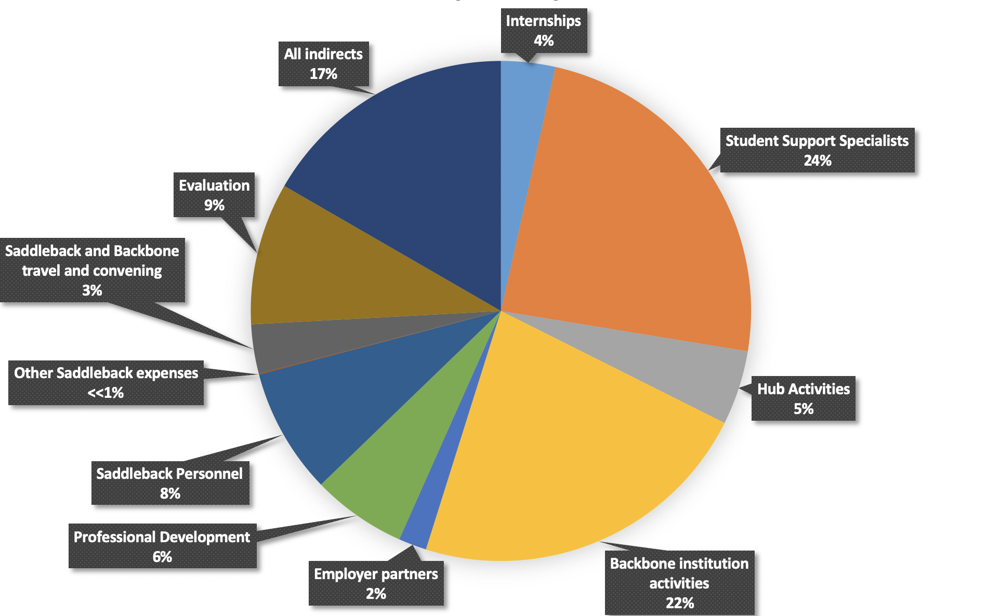 Internships
4%
All indirects
17%
Student Support Specialists
24%
Evaluation
9%
Saddleback and Backbone
travel and convening
3%
Other Saddleback expenses
<<1%
Hub Activities
5%
Saddleback Personnel
8%
Professional Development
6%
Employer partners
2%
Backbone institution
activities
22%